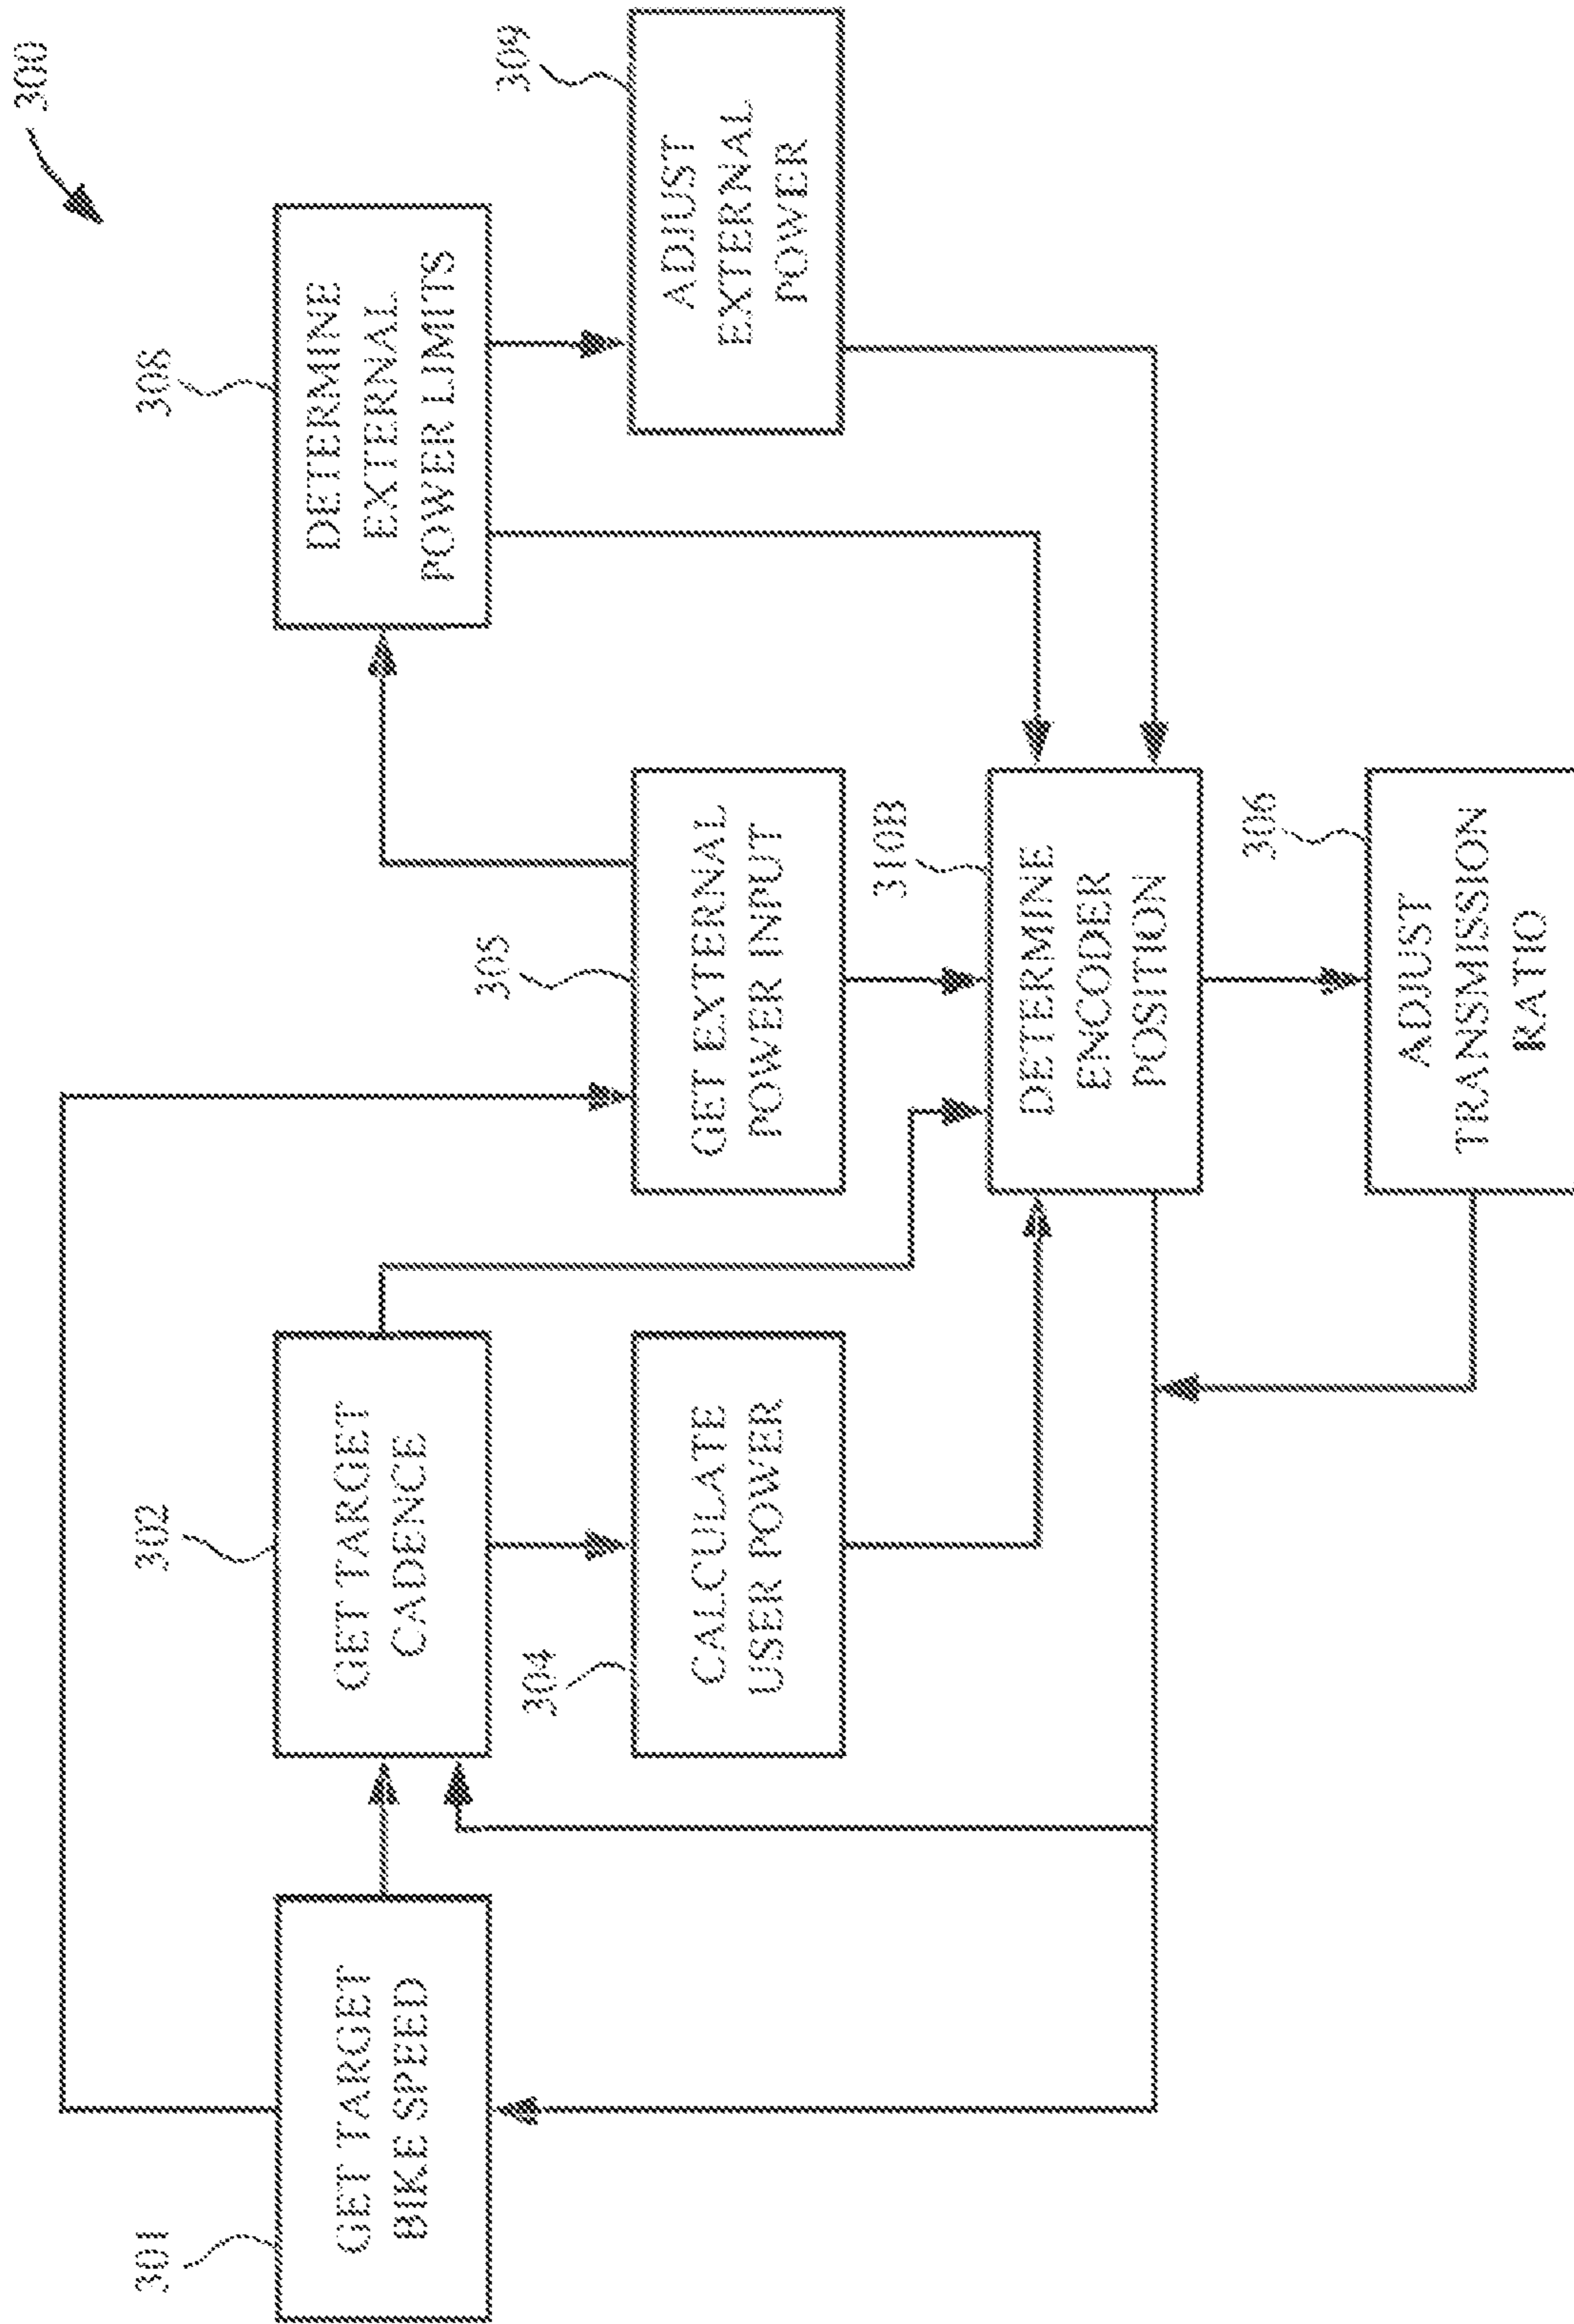 300
301
GET TARGET
BIKE SPEED
302
GET TARGET
CADENCE
304
CALCULATE
USER POWER
305
GET EXTERNAL
POWER INPUT
308
DETERMINE
EXTERNAL
POWER LIMITS
309
ADJUST
EXTERNAL
POWER
310B
DETERMINE
ENCODER
POSITION
306
ADJUST
TRANSMISSION
RATIO